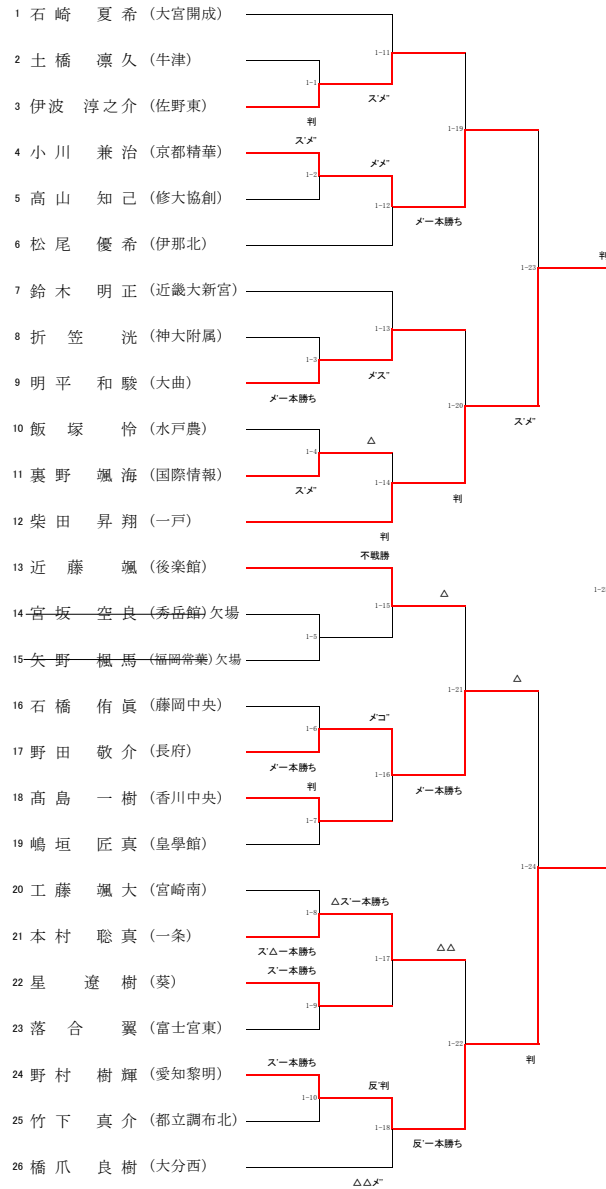 1 石崎 夏希 (大宮開成)
1-11
2 土橋 凛久 (牛津)
1-1
ス'メ"
3 伊波 淳之介 (佐野東)
判
1-19
4 小川 兼治 (京都精華)
ス'メ"
メ'メ"
1-2
5 高山 知己 (修大協創)
1-12
メ'一本勝ち
6 松尾 優希 (伊那北)
判
1-23
7 鈴木 明正 (近畿大新宮)
1-13
8 折笠 洸 (神大附属)
1-3
メ'ス"
9 明平 和駿 (大曲)
メ'一本勝ち
1-20
ス'メ"
10 飯塚 怜 (水戸農)
△
1-4
11 裏野 颯海 (国際情報)
ス'メ"
1-14
判
12 柴田 昇翔 (一戸)
判
不戦勝
13 近藤 颯 (後楽館)
1-2
△
1-15
14 宮坂 空良 (秀岳館) 欠場
1-5
15 矢野 楓馬 (福岡常葉) 欠場
△
1-21
16 石橋 侑眞 (藤岡中央)
メ'コ"
1-6
17 野田 敬介 (長府)
メ'一本勝ち
1-16
メ'一本勝ち
判
18 髙島 一樹 (香川中央)
1-7
19 嶋垣 匠真 (皇學館)
1-24
20 工藤 颯大 (宮崎南)
△ス'一本勝ち
1-8
21 本村 聡真 (一条)
ス'△一本勝ち
△△
1-17
ス'一本勝ち
22 星 遼樹 (葵)
1-9
23 落合 翼 (富士宮東)
1-22
判
ス'一本勝ち
24 野村 樹輝 (愛知黎明)
反'判
1-10
25 竹下 真介 (都立調布北)
1-18
反'一本勝ち
26 橋爪 良樹 (大分西)
△△メ"